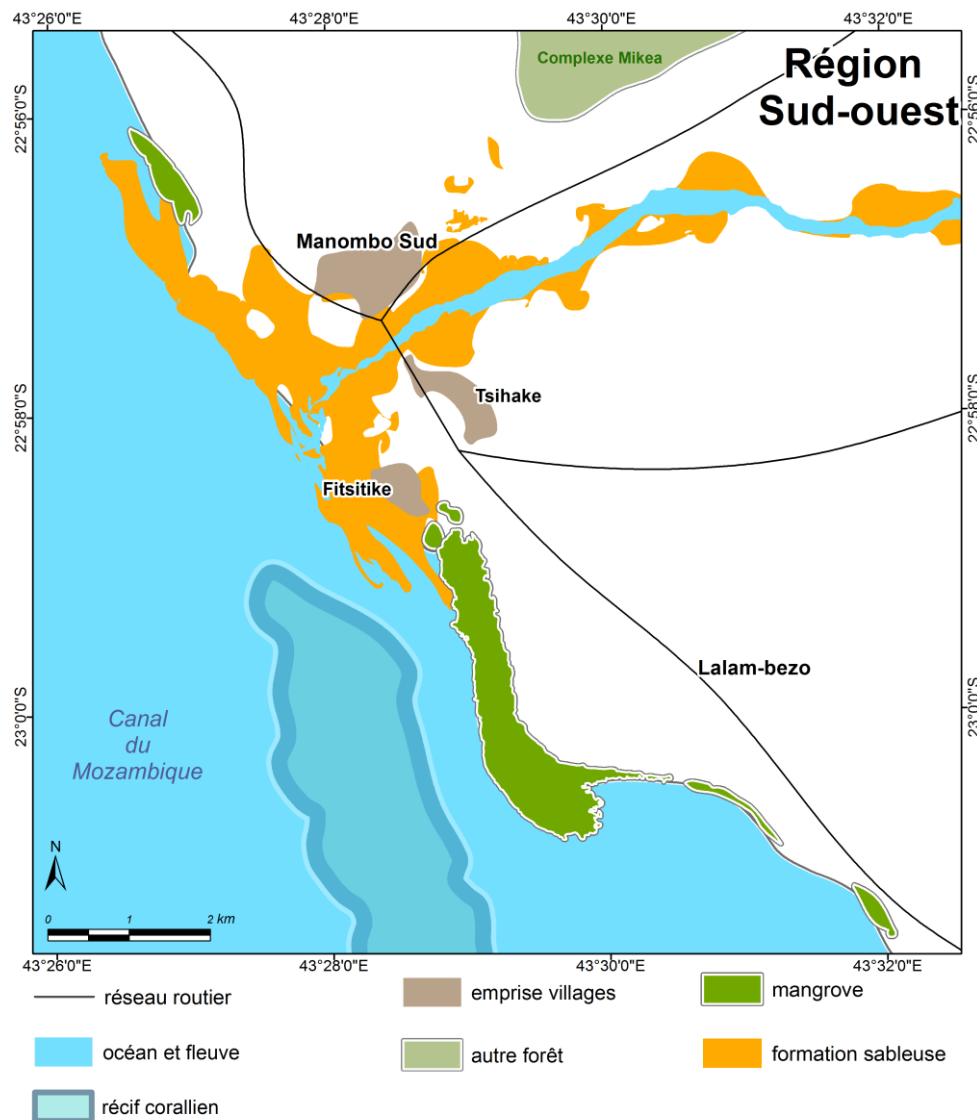 43°26'0"E 43°28'0"E 43°30'0"E 43°32'0"E
Complexe Mikea
Région
Sud-ouest
22°56'0"S 22°56'0"S
Manombo Sud
Tsihake
22°58'0"S 22°58'0"S
Fitsitike
Lalam-bezo
23°0'0"S 23°0'0"S
Canal
du
Mozambique
N
0 1 2 km
43°26'0"E 43°28'0"E 43°30'0"E 43°32'0"E
réseau routier emprise villages mangrove
océan et fleuve autre forêt formation sableuse
récif corallien